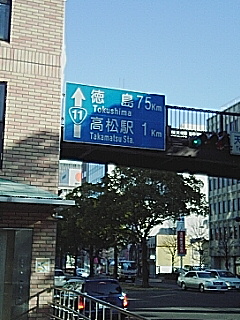 徳島 75Km
Tokushima
11
高松駅 1Km
Takamatsu Sta.